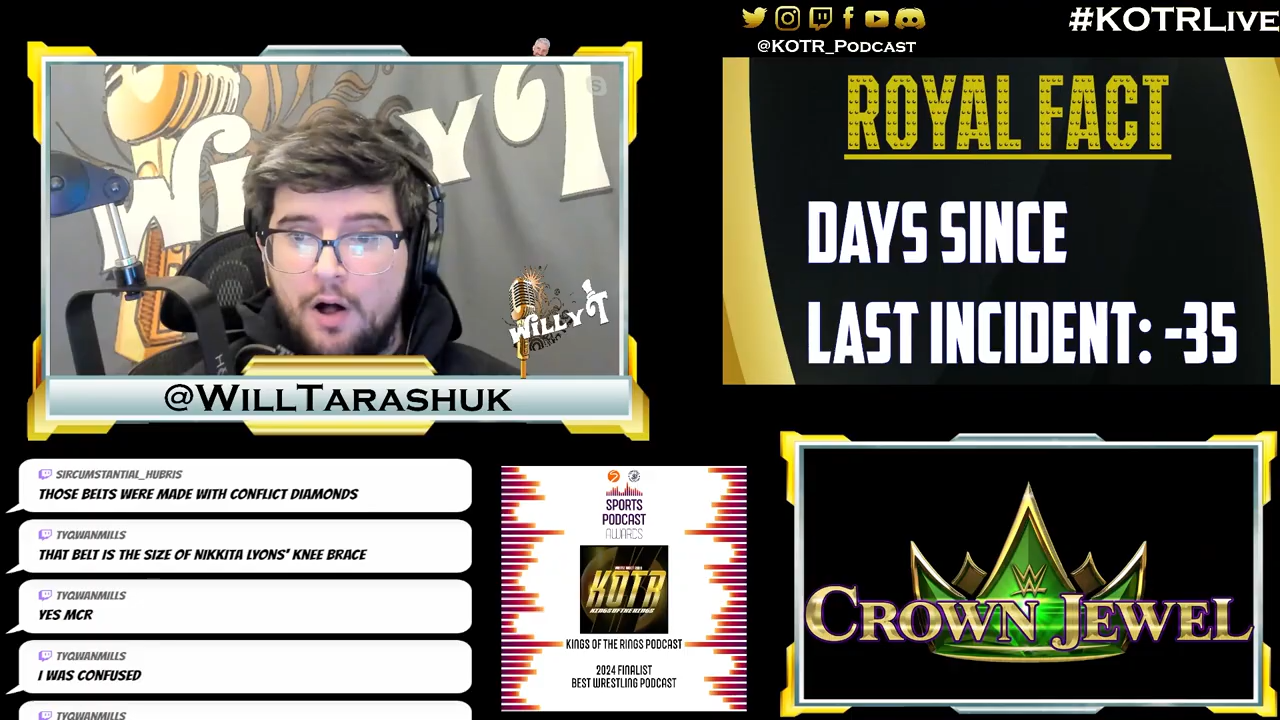 #KOTRLive
@KOTR_Podcast
Willy T
Willy T
@WillTarashuk
ROYAL FACT
DAYS SINCE
LAST INCIDENT: -35
SIRCUMSTANTIAL_HUBRIS
THOSE BELTS WERE MADE WITH CONFLICT DIAMONDS
TYQWANMILLS
THAT BELT IS THE SIZE OF NIKKITA LYONS' KNEE BRACE
TYQWANMILLS
YES MCR
TYQWANMILLS
I WAS CONFUSED
TYQWANMILLS
SPORTS
PODCAST
AWARDS
KOTR
KINGS OF THE RINGS
KINGS OF THE RINGS PODCAST
2024 FINALIST
BEST WRESTLING PODCAST
W
CROWN JEWEL